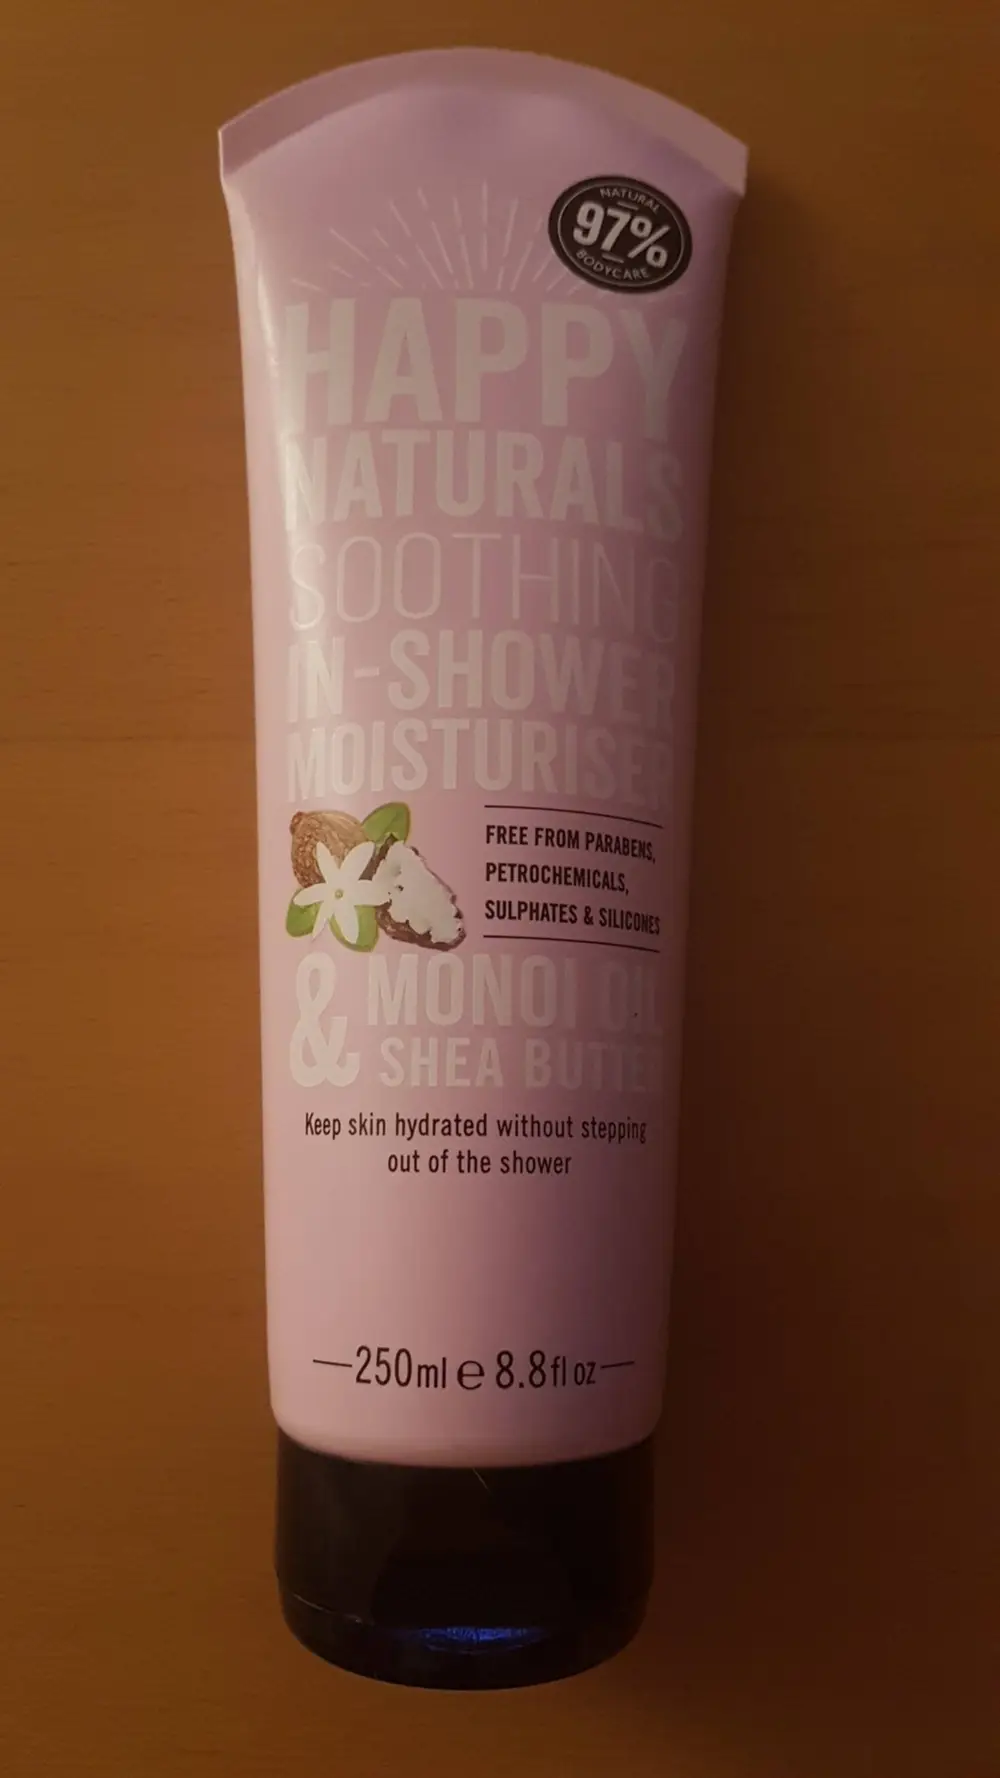 NATURAL
97%
BODYCARE
HAPPY
NATURALS
SOOTHING
IN-SHOWER
MOISTURISER
FREE FROM PARABENS,
PETROCHEMICALS,
SULPHATES & SILICONES
& MONOI OIL
SHEA BUTTER
Keep skin hydrated without stepping
out of the shower
250ml e 8.8fl oz